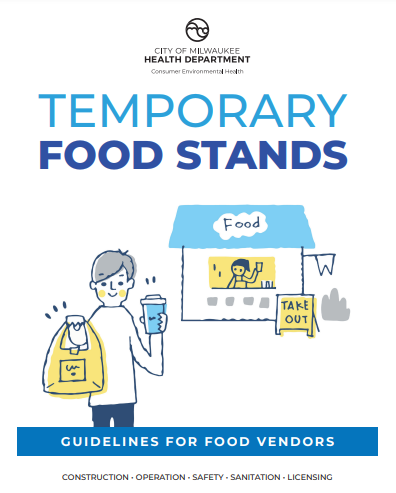 CITY OF MILWAUKEE
HEALTH DEPARTMENT
Consumer Environmental Health
TEMPORARY
FOOD STANDS
Food
TAKE
OUT
GUIDELINES FOR FOOD VENDORS
CONSTRUCTION • OPERATION • SAFETY • SANITATION • LICENSING